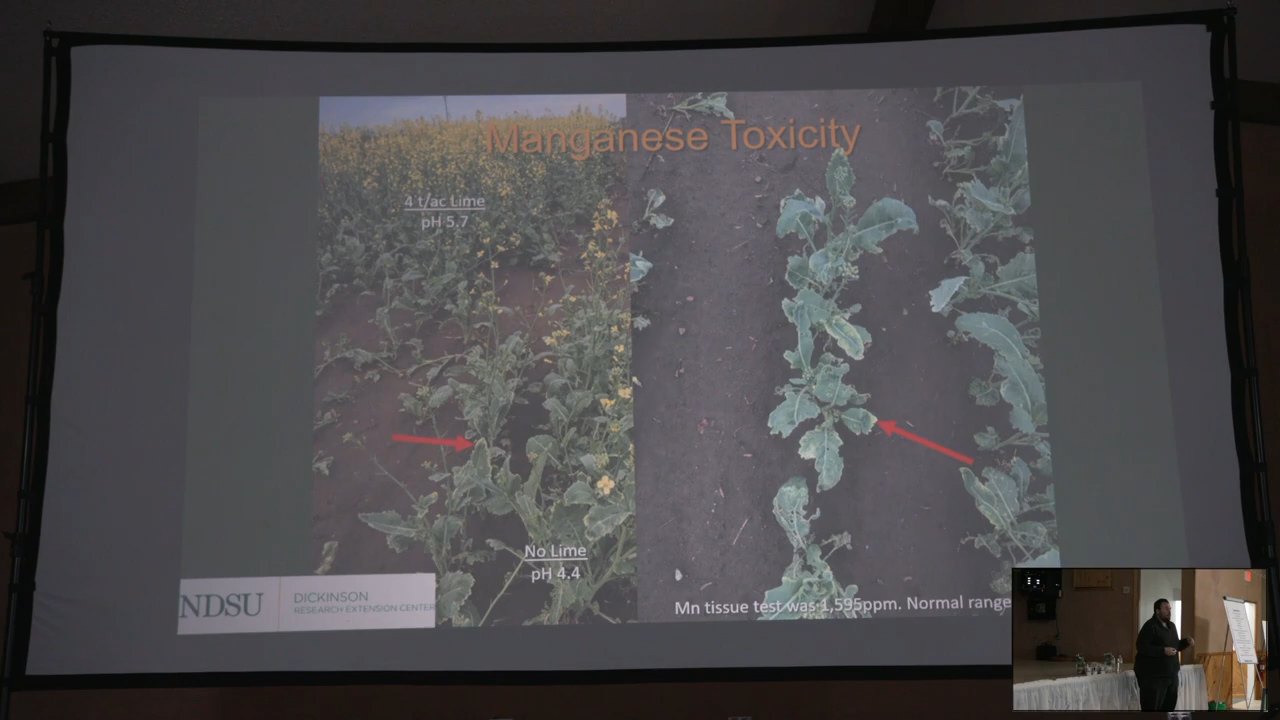 Manganese Toxicity
4 t/ac Lime
pH 5.7
No Lime
pH 4.4
Mn tissue test was 1,595ppm. Normal range
NDSU
DICKINSON
RESEARCH EXTENSION CENTER